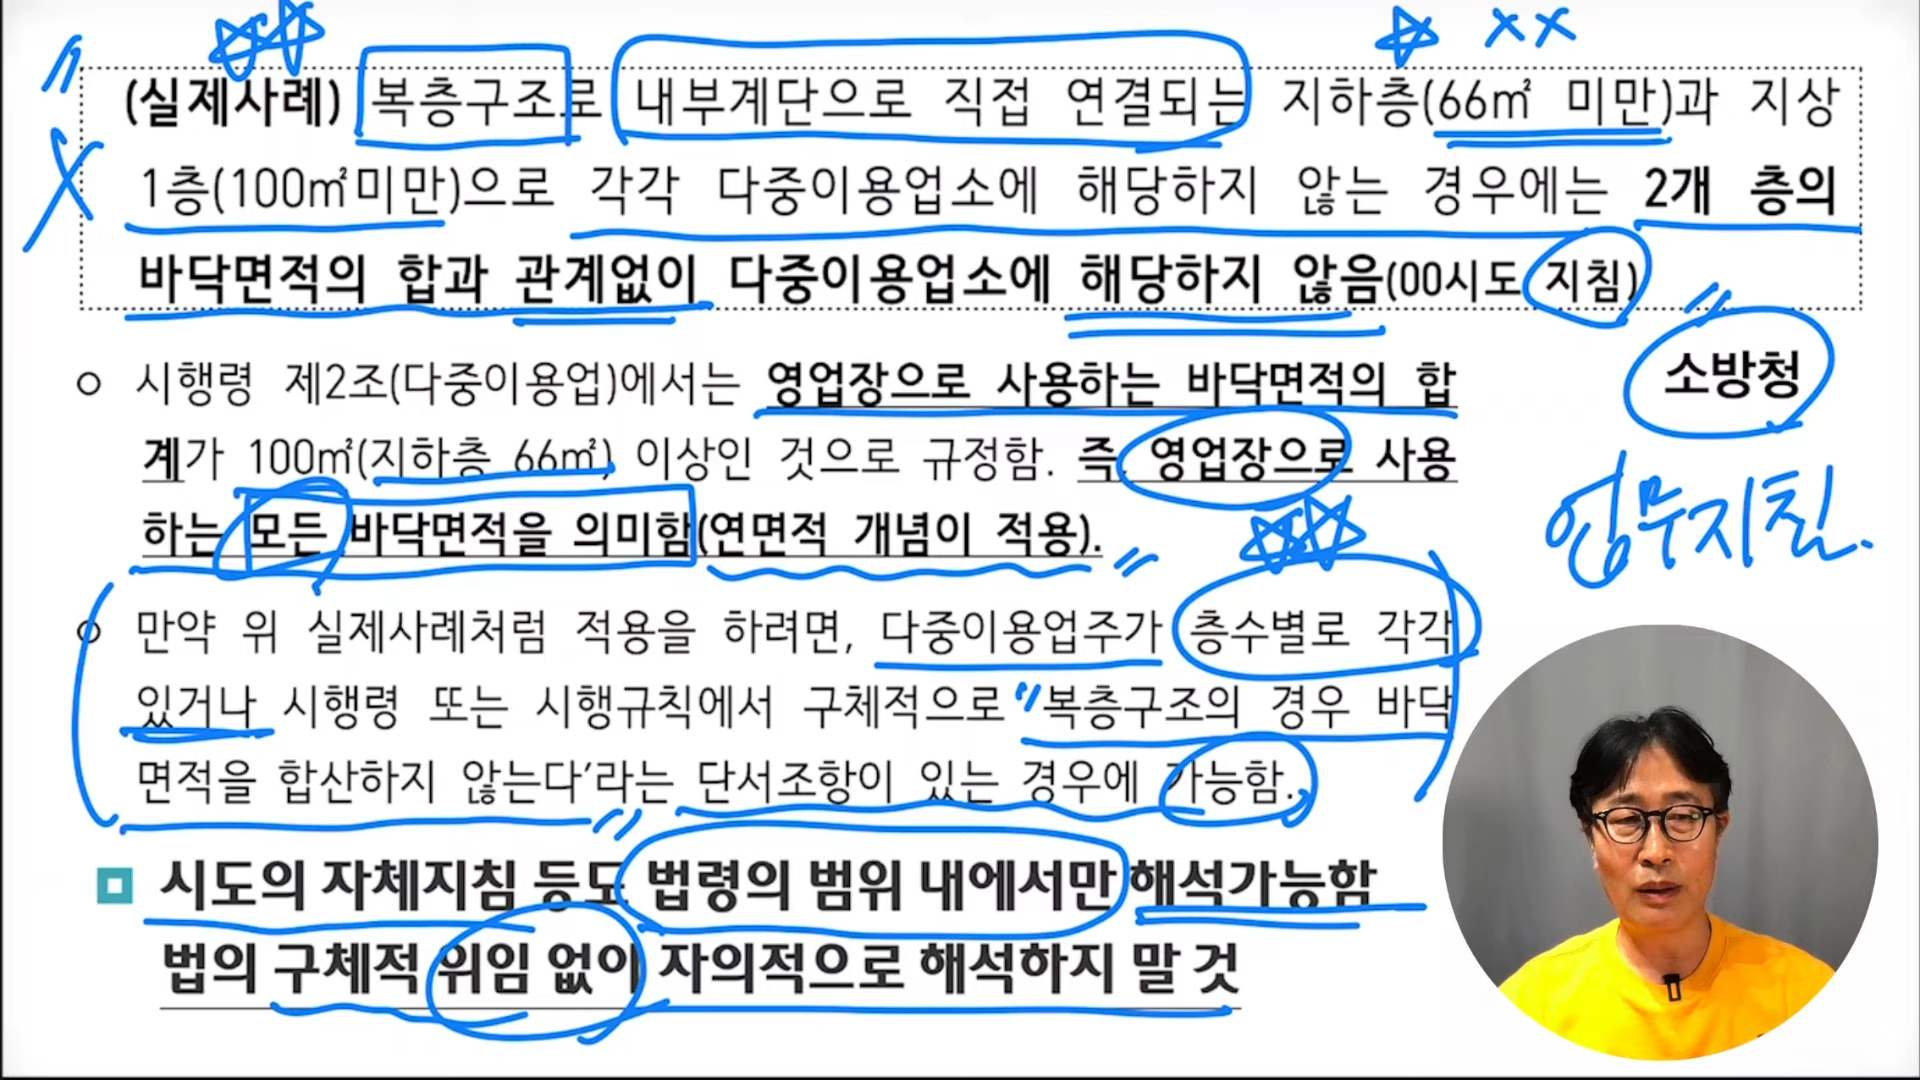 (실제사례) 복층구조로 내부계단으로 직접 연결되는 지하층(66㎡ 미만)과 지상
1층(100㎡미만)으로 각각 다중이용업소에 해당하지 않는 경우에는 2개 층의
바닥면적의 합과 관계없이 다중이용업소에 해당하지 않음(00시도 지침)
소방청
업무지침.
○ 시행령 제2조(다중이용업)에서는 영업장으로 사용하는 바닥면적의 합
계가 100㎡(지하층 66㎡) 이상인 것으로 규정함. 즉, 영업장으로 사용
하는 모든 바닥면적을 의미함(연면적 개념이 적용).
○ 만약 위 실제사례처럼 적용을 하려면, 다중이용업주가 층수별로 각각
있거나 시행령 또는 시행규칙에서 구체적으로 '복층구조의 경우 바닥
면적을 합산하지 않는다'라는 단서조항이 있는 경우에 가능함.
시도의 자체지침 등도 법령의 범위 내에서만 해석가능함
법의 구체적 위임 없이 자의적으로 해석하지 말 것